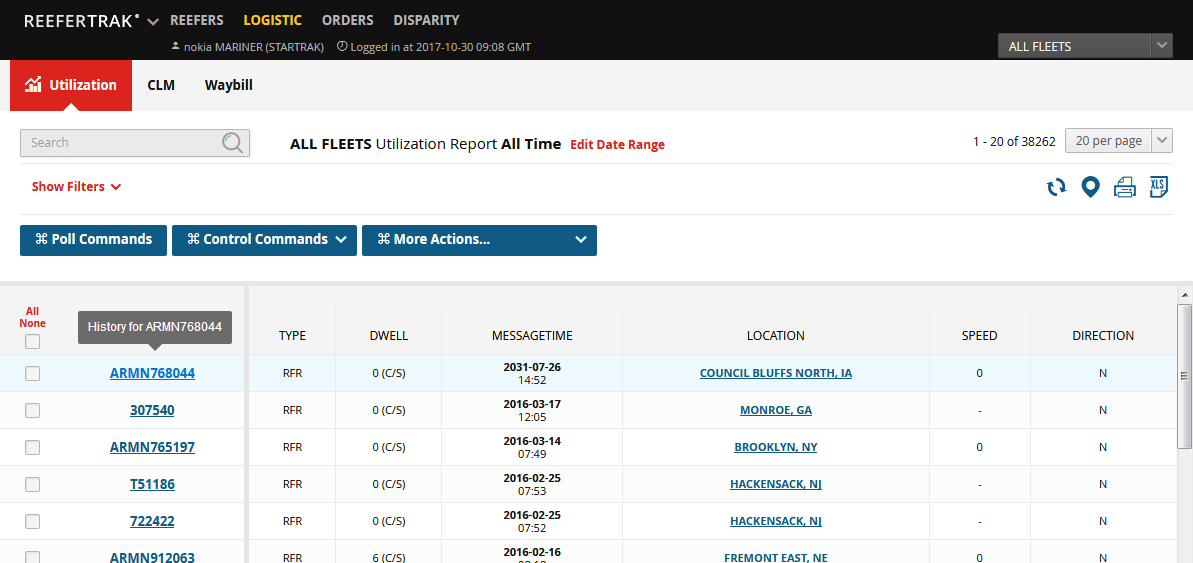 REEFERTRAK REEFERS LOGISTIC ORDERS DISPARITY
nokia MARINER (STARTRAK) Logged in at 2017-10-30 09:08 GMT
ALL FLEETS
Utilization CLM Waybill
Search ALL FLEETS Utilization Report All Time Edit Date Range 1 - 20 of 38262 20 per page
Show Filters XLS
⌘ Poll Commands ⌘ Control Commands ⌘ More Actions...
All
None
History for ARMN768044
TYPE DWELL MESSAGETIME LOCATION SPEED DIRECTION
ARMN768044 RFR 0 (C/S) 2031-07-26 14:52 COUNCIL BLUFFS NORTH, IA 0 N
307540 RFR 0 (C/S) 2016-03-17 12:05 MONROE, GA - N
ARMN765197 RFR 0 (C/S) 2016-03-14 07:49 BROOKLYN, NY 0 N
T51186 RFR 0 (C/S) 2016-02-25 07:53 HACKENSACK, NJ - N
722422 RFR 0 (C/S) 2016-02-25 07:52 HACKENSACK, NJ - N
ARMN912063 RFR 6 (C/S) 2016-02-16 FREMONT EAST, NE 0 N